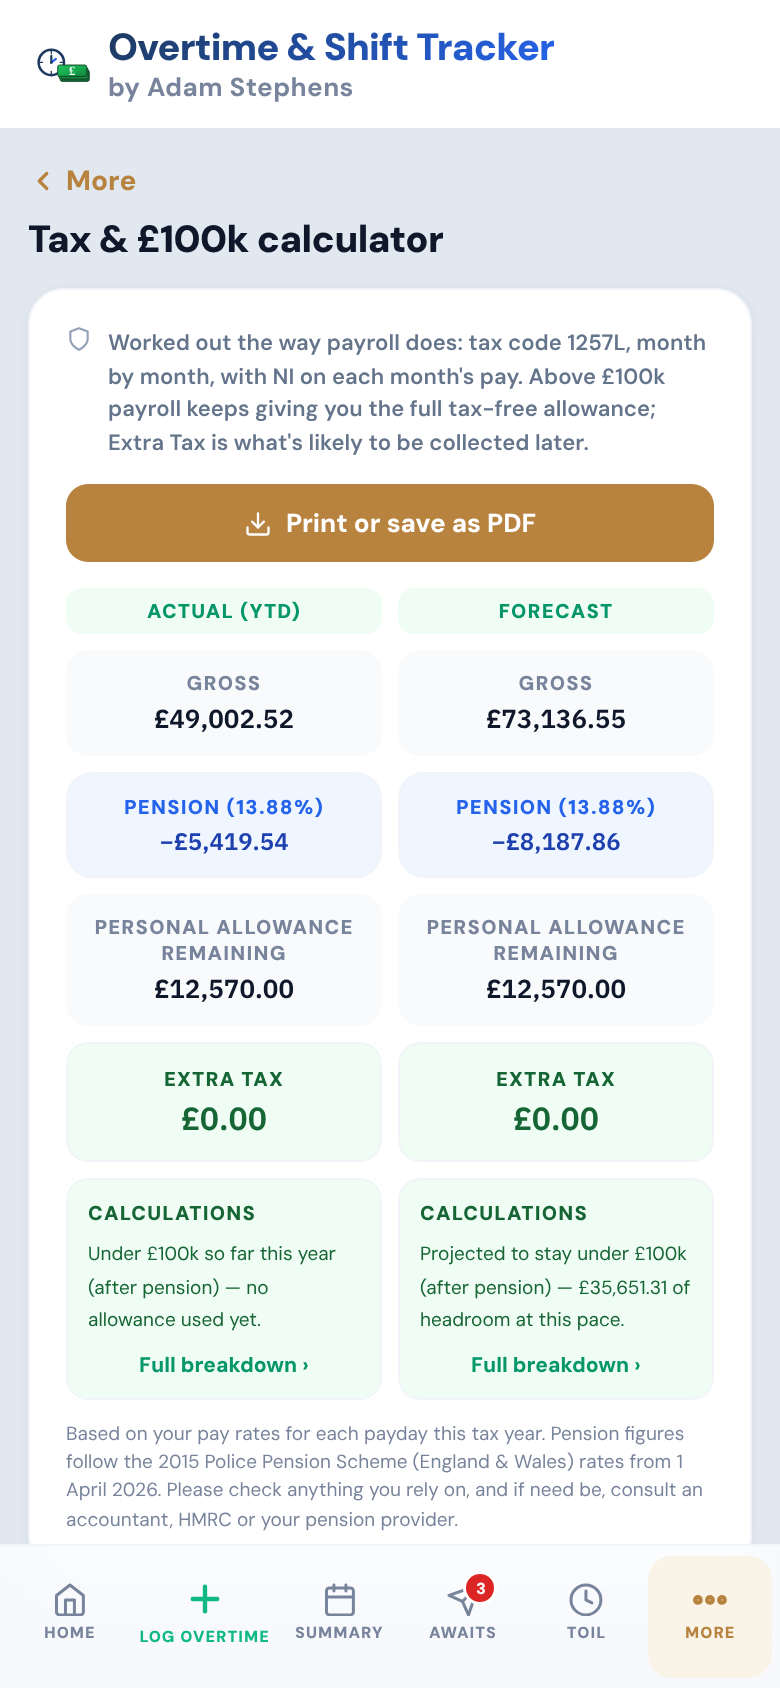 £
Overtime & Shift Tracker
by Adam Stephens
More
Tax & £100k calculator
Worked out the way payroll does: tax code 1257L, month
by month, with NI on each month's pay. Above £100k
payroll keeps giving you the full tax-free allowance;
Extra Tax is what's likely to be collected later.
Print or save as PDF
ACTUAL (YTD)
FORECAST
GROSS
£49,002.52
GROSS
£73,136.55
PENSION (13.88%)
−£5,419.54
PENSION (13.88%)
−£8,187.86
PERSONAL ALLOWANCE
REMAINING
£12,570.00
PERSONAL ALLOWANCE
REMAINING
£12,570.00
EXTRA TAX
£0.00
EXTRA TAX
£0.00
CALCULATIONS
Under £100k so far this year
(after pension) — no
allowance used yet.
Full breakdown ›
CALCULATIONS
Projected to stay under £100k
(after pension) — £35,651.31 of
headroom at this pace.
Full breakdown ›
Based on your pay rates for each payday this tax year. Pension figures
follow the 2015 Police Pension Scheme (England & Wales) rates from 1
April 2026. Please check anything you rely on, and if need be, consult an
accountant, HMRC or your pension provider.
HOME
LOG OVERTIME
SUMMARY
3
AWAITS
TOIL
MORE